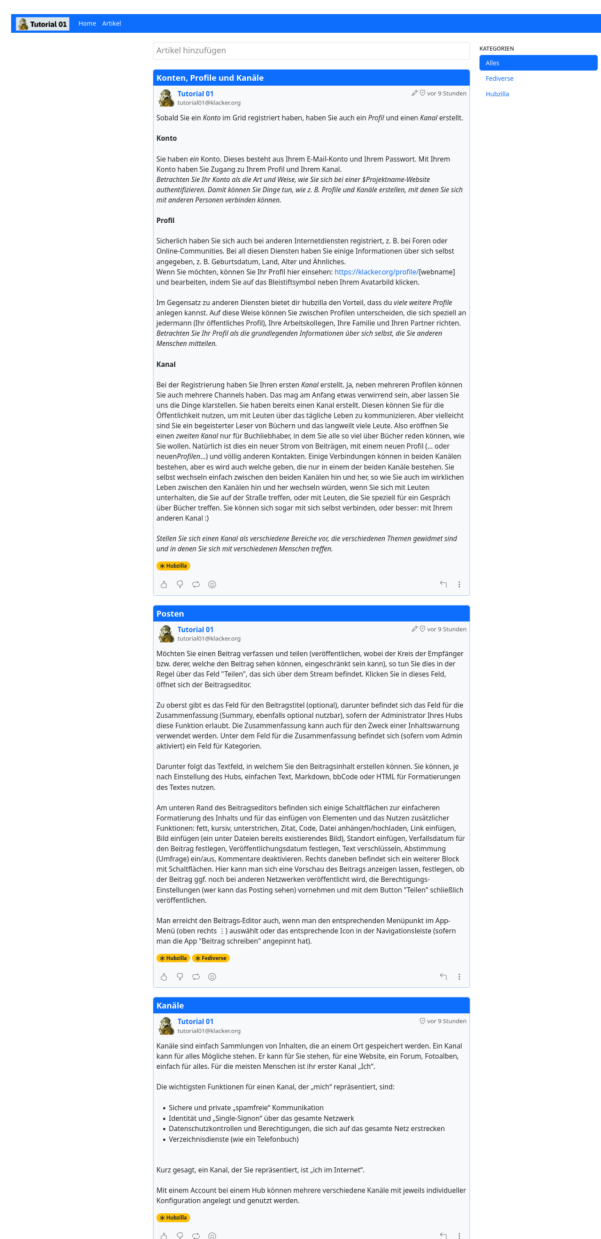 Tutorial 01 Home Artikel
Artikel hinzufügen
KATEGORIEN
Alles
Fediverse
Hubzilla
Konten, Profile und Kanäle
Tutorial 01
vor 9 Stunden
tutorial01@klacker.org
Sobald Sie ein Konto im Grid registriert haben, haben Sie auch ein Profil und einen Kanal erstellt.
Konto
Sie haben ein Konto. Dieses besteht aus Ihrem E-Mail-Konto und Ihrem Passwort. Mit Ihrem
Konto haben Sie Zugang zu Ihrem Profil und Ihrem Kanal.
Betrachten Sie Ihr Konto als die Art und Weise, wie Sie sich bei einer $Projektname-Website
authentifizieren. Damit können Sie Dinge tun, wie z. B. Profile und Kanäle erstellen, mit denen Sie sich
mit anderen Personen verbinden können.
Profil
Sicherlich haben Sie sich auch bei anderen Internetdiensten registriert, z. B. bei Foren oder
Online-Communities. Bei all diesen Diensten haben Sie einige Informationen über sich selbst
angegeben, z. B. Geburtsdatum, Land, Alter und Ähnliches.
Wenn Sie möchten, können Sie Ihr Profil hier einsehen: https://klacker.org/profile/[webname]
und bearbeiten, indem Sie auf das Bleistiftsymbol neben Ihrem Avatarbild klicken.
Im Gegensatz zu anderen Diensten bietet dir hubzilla den Vorteil, dass du viele weitere Profile
anlegen kannst. Auf diese Weise können Sie zwischen Profilen unterscheiden, die sich speziell an
jedermann (Ihr öffentliches Profil), Ihre Arbeitskollegen, Ihre Familie und Ihren Partner richten.
Betrachten Sie Ihr Profil als die grundlegenden Informationen über sich selbst, die Sie anderen
Menschen mitteilen.
Kanal
Bei der Registrierung haben Sie Ihren ersten Kanal erstellt. Ja, neben mehreren Profilen können
Sie auch mehrere Channels haben. Das mag am Anfang etwas verwirrend sein, aber lassen Sie
uns die Dinge klarstellen. Sie haben bereits einen Kanal erstellt. Diesen können Sie für die
Öffentlichkeit nutzen, um mit Leuten über das tägliche Leben zu kommunizieren. Aber vielleicht
sind Sie ein begeisterter Leser von Büchern und das langweilt viele Leute. Also eröffnen Sie
einen zweiten Kanal nur für Buchliebhaber, in dem Sie alle so viel über Bücher reden können, wie
Sie wollen. Natürlich ist dies ein neuer Strom von Beiträgen, mit einem neuen Profil (... oder
neuenProfilen...) und völlig anderen Kontakten. Einige Verbindungen können in beiden Kanälen
bestehen, aber es wird auch welche geben, die nur in einem der beiden Kanäle bestehen. Sie
selbst wechseln einfach zwischen den beiden Kanälen hin und her, so wie Sie auch im wirklichen
Leben zwischen den Kanälen hin und her wechseln würden, wenn Sie sich mit Leuten
unterhalten, die Sie auf der Straße treffen, oder mit Leuten, die Sie speziell für ein Gespräch
über Bücher treffen. Sie können sich sogar mit sich selbst verbinden, oder besser: mit Ihrem
anderen Kanal :)
Stellen Sie sich einen Kanal als verschiedene Bereiche vor, die verschiedenen Themen gewidmet sind
und in denen Sie sich mit verschiedenen Menschen treffen.
Hubzilla
Posten
Tutorial 01
vor 9 Stunden
tutorial01@klacker.org
Möchten Sie einen Beitrag verfassen und teilen (veröffentlichen, wobei der Kreis der Empfänger
bzw. derer, welche den Beitrag sehen können, eingeschränkt sein kann), so tun Sie dies in der
Regel über das Feld "Teilen", das sich über dem Stream befindet. Klicken Sie in dieses Feld,
öffnet sich der Beitragseditor.
Zu oberst gibt es das Feld für den Beitragstitel (optional), darunter befindet sich das Feld für die
Zusammenfassung (Summary, ebenfalls optional nutzbar), sofern der Administrator Ihres Hubs
diese Funktion erlaubt. Die Zusammenfassung kann auch für den Zweck einer Inhaltswarnung
verwendet werden. Unter dem Feld für die Zusammenfassung befindet sich (sofern vom Admin
aktiviert) ein Feld für Kategorien.
Darunter folgt das Textfeld, in welchem Sie den Beitragsinhalt erstellen können. Sie können, je
nach Einstellung des Hubs, einfachen Text, Markdown, bbCode oder HTML für Formatierungen
des Textes nutzen.
Am unteren Rand des Beitragseditors befinden sich einige Schaltflächen zur einfacheren
Formatierung des Inhalts und für das einfügen von Elementen und das Nutzen zusätzlicher
Funktionen: fett, kursiv, unterstrichen, Zitat, Code, Datei anhängen/hochladen, Link einfügen,
Bild einfügen (ein unter Dateien bereits existierendes Bild), Standort einfügen, Verfallsdatum für
den Beitrag festlegen, Veröffentlichungsdatum festlegen, Text verschlüsseln, Abstimmung
(Umfrage) ein/aus, Kommentare deaktivieren. Rechts daneben befindet sich ein weiterer Block
mit Schaltflächen. Hier kann man sich eine Vorschau des Beitrags anzeigen lassen, festlegen, ob
der Beitrag ggf. noch bei anderen Netzwerken veröffentlicht wird, die Berechtigungs-
Einstellungen (wer kann das Posting sehen) vornehmen und mit dem Button "Teilen" schließlich
veröffentlichen.
Man erreicht den Beitrags-Editor auch, wenn man den entsprechenden Menüpunkt im App-
Menü (oben rechts ⋮) auswählt oder das entsprechende Icon in der Navigationsleiste (sofern
man die App "Beitrag schreiben" angepinnt hat).
Hubzilla Fediverse
Kanäle
Tutorial 01
vor 9 Stunden
tutorial01@klacker.org
Kanäle sind einfach Sammlungen von Inhalten, die an einem Ort gespeichert werden. Ein Kanal
kann für alles Mögliche stehen. Er kann für Sie stehen, für eine Website, ein Forum, Fotoalben,
einfach für alles. Für die meisten Menschen ist ihr erster Kanal „Ich“.
Die wichtigsten Funktionen für einen Kanal, der „mich“ repräsentiert, sind:
• Sichere und private „spamfreie“ Kommunikation
• Identität und „Single-Signon“ über das gesamte Netzwerk
• Datenschutzkontrollen und Berechtigungen, die sich auf das gesamte Netz erstrecken
• Verzeichnisdienste (wie ein Telefonbuch)
Kurz gesagt, ein Kanal, der Sie repräsentiert, ist „ich im Internet“.
Mit einem Account bei einem Hub können mehrere verschiedene Kanäle mit jeweils individueller
Konfiguration angelegt und genutzt werden.
Hubzilla